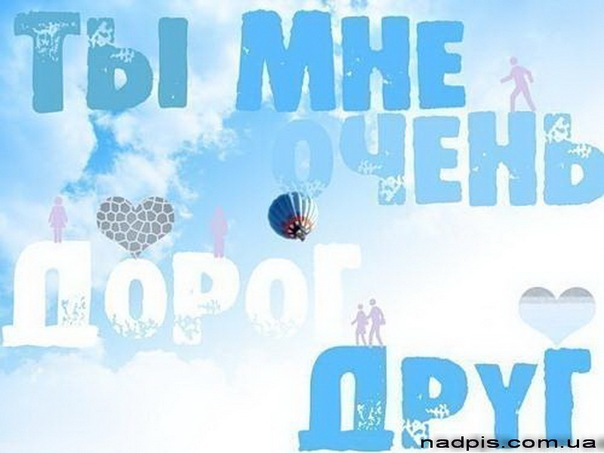 Ты мне
очень
Дорог
Друг
nadpis.com.ua